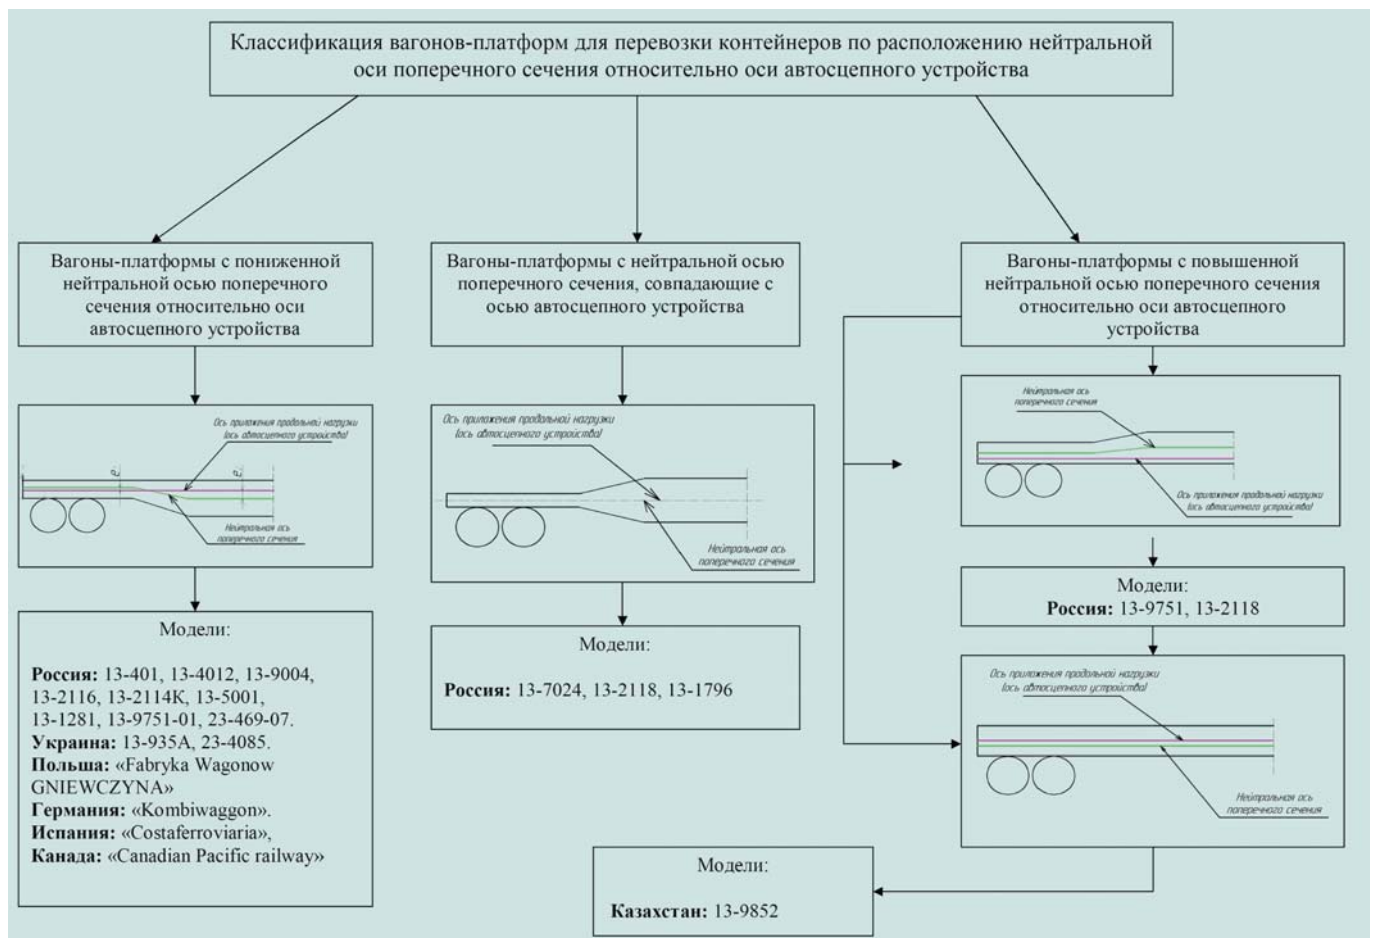 Классификация вагонов-платформ для перевозки контейнеров по расположению нейтральной
оси поперечного сечения относительно оси автосцепного устройства
Вагоны-платформы с пониженной
нейтральной осью поперечного
сечения относительно оси
автосцепного устройства
Ось приложения продольной нагрузки
(ось автосцепного устройства)
e
e
Нейтральная ось
поперечного сечения
Модели:
Россия: 13-401, 13-4012, 13-9004,
13-2116, 13-2114К, 13-5001,
13-1281, 13-9751-01, 23-469-07.
Украина: 13-935А, 23-4085.
Польша: «Fabryka Wagonow
GNIEWCZYNA»
Германия: «Kombiwaggon».
Испания: «Costaferroviaria»,
Канада: «Canadian Pacific railway»
Вагоны-платформы с нейтральной осью
поперечного сечения, совпадающие с
осью автосцепного устройства
Ось приложения продольной нагрузки
(ось автосцепного устройства)
Нейтральная ось
поперечного сечения
Модели:
Россия: 13-7024, 13-2118, 13-1796
Вагоны-платформы с повышенной
нейтральной осью поперечного сечения
относительно оси автосцепного
устройства
Нейтральная ось
поперечного сечения
Ось приложения продольной нагрузки
(ось автосцепного устройства)
Модели:
Россия: 13-9751, 13-2118
Ось приложения продольной нагрузки
(ось автосцепного устройства)
Нейтральная ось
поперечного сечения
Модели:
Казахстан: 13-9852